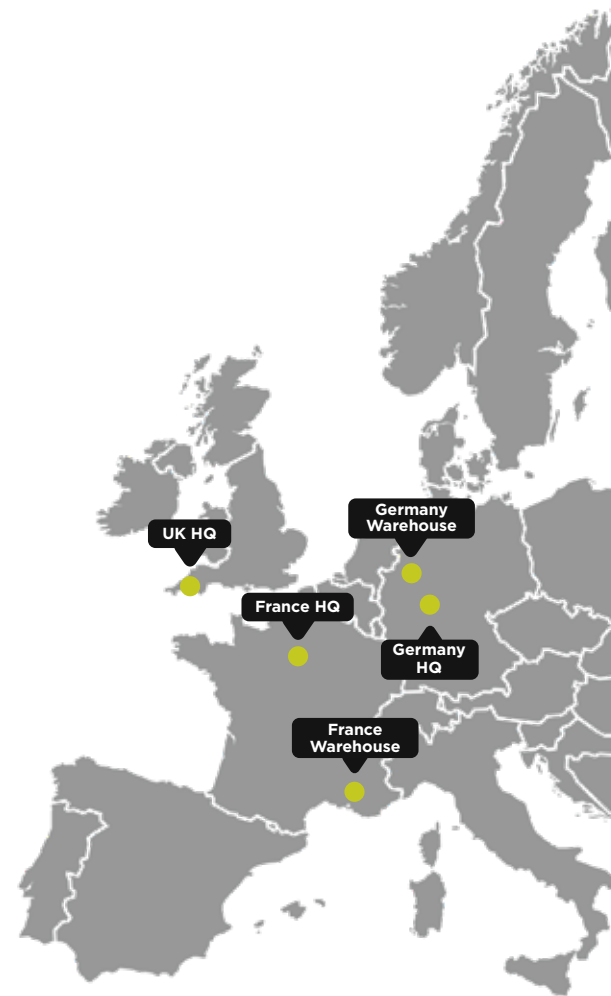 Germany
Warehouse
UK HQ
France HQ
Germany
HQ
France
Warehouse